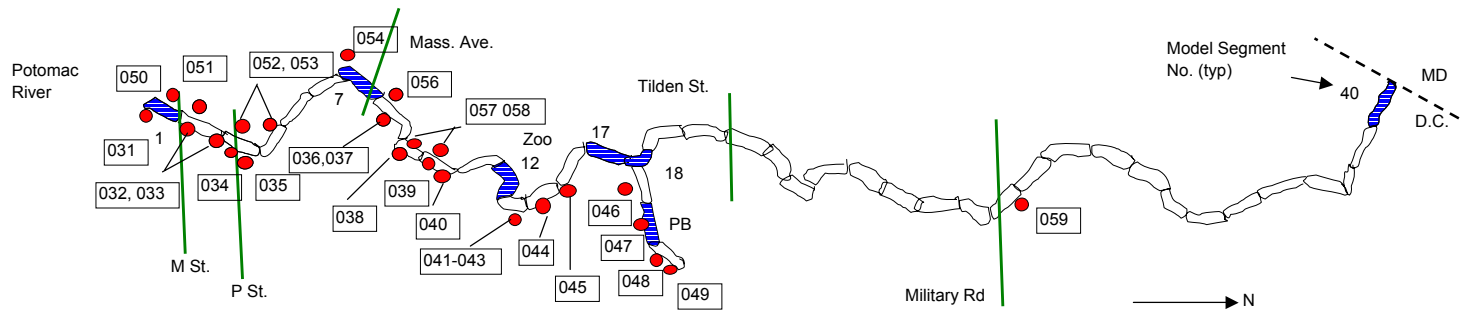 Potomac
River
050
051
052, 053
054
Mass. Ave.
056
057 058
Tilden St.
Model Segment
No. (typ)
MD
D.C.
40
7
1
Zoo
12
17
18
PB
031
032, 033
034
035
036,037
038
039
040
041-043
044
045
046
047
048
049
059
M St.
P St.
Military Rd
N